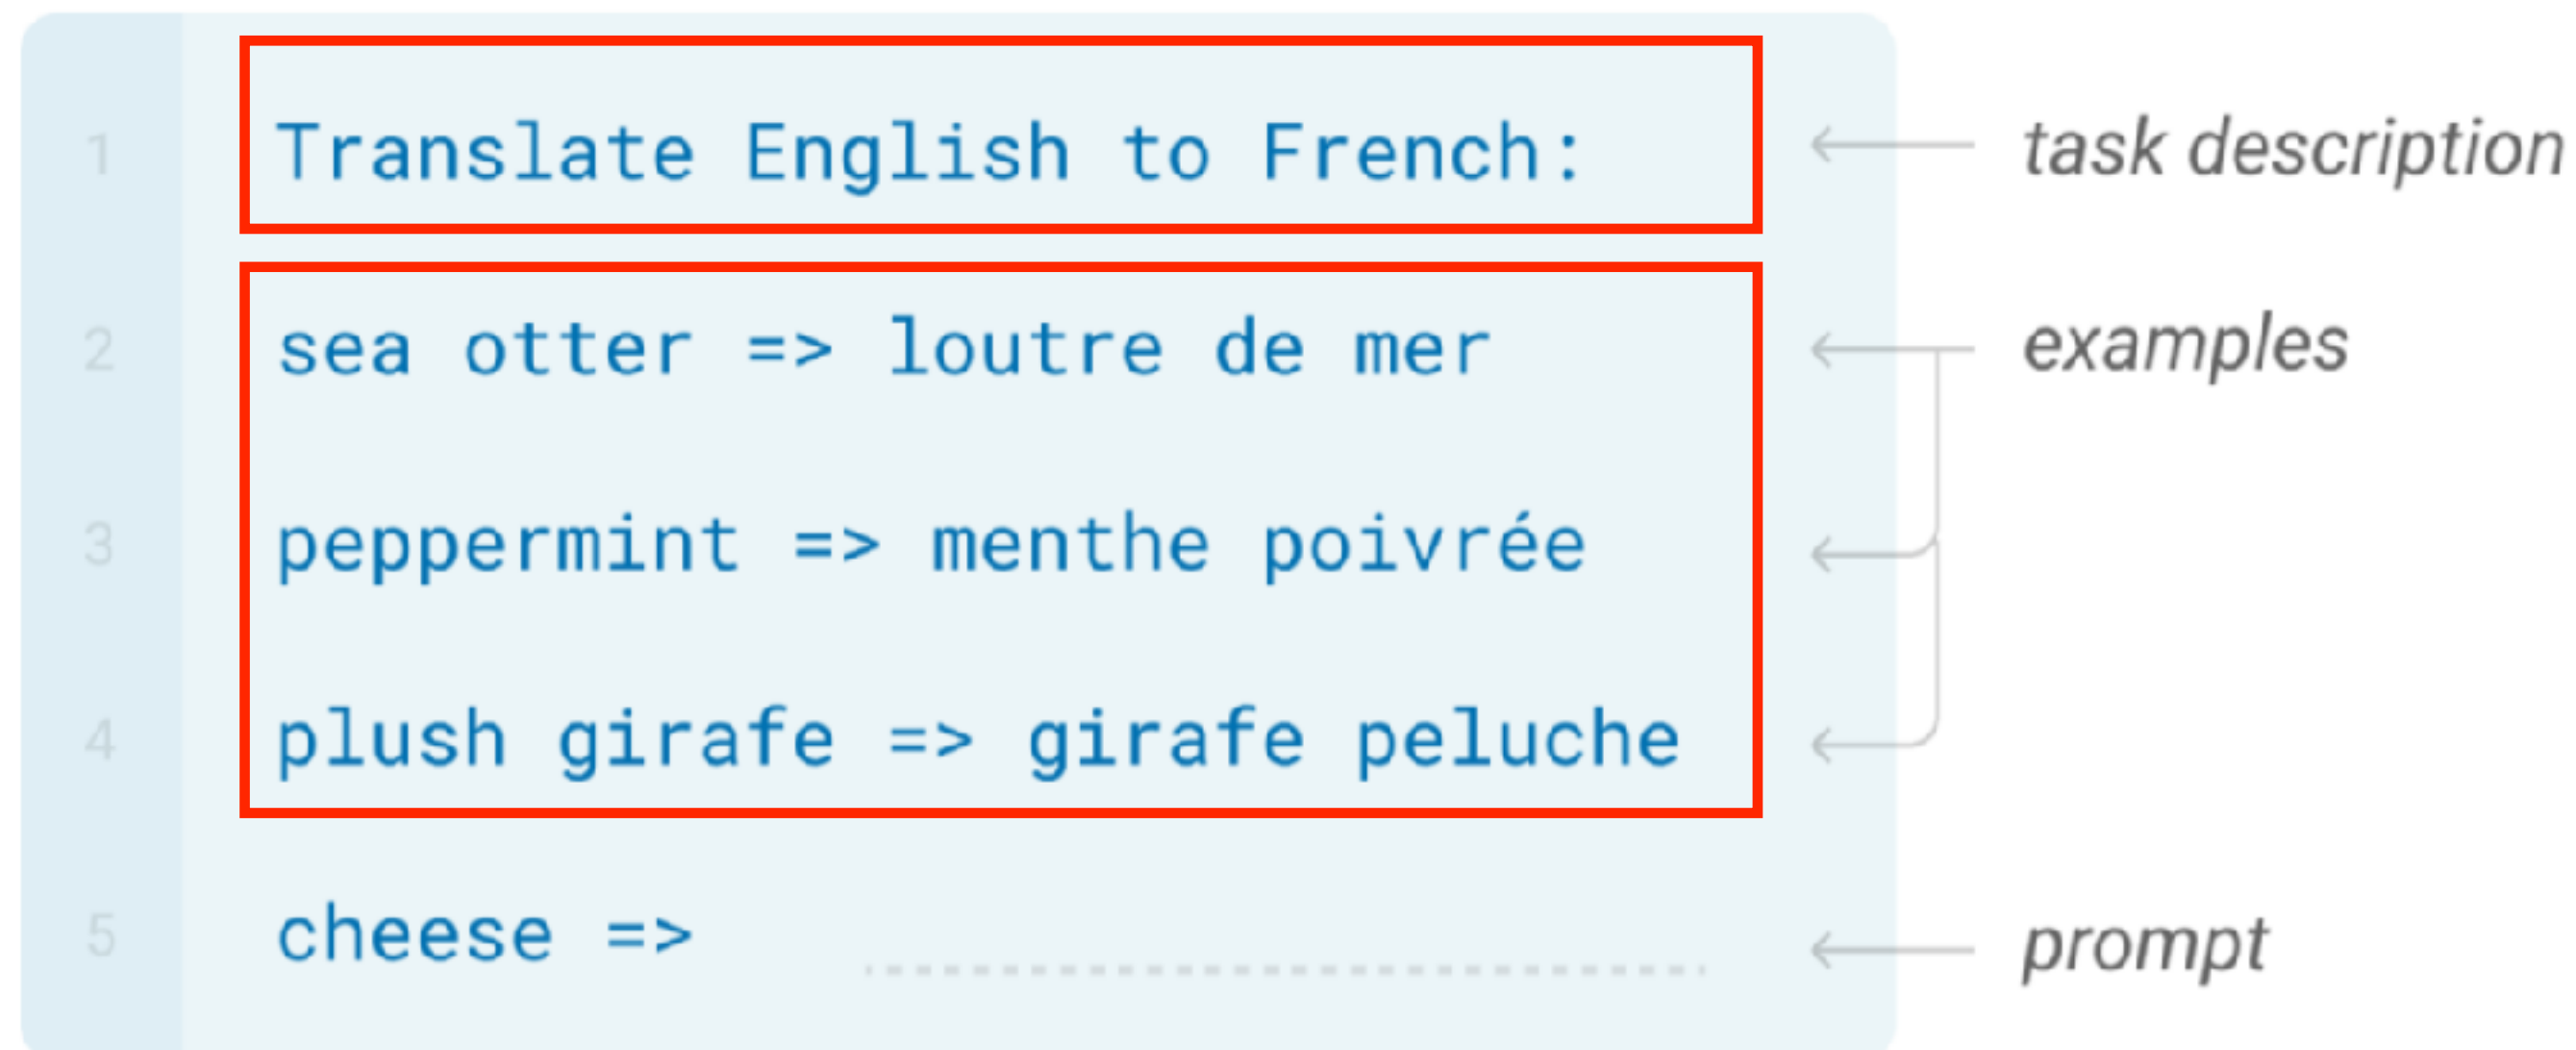 1 Translate English to French: task description
2 sea otter => loutre de mer examples
3 peppermint => menthe poivrée
4 plush girafe => girafe peluche
5 cheese => prompt